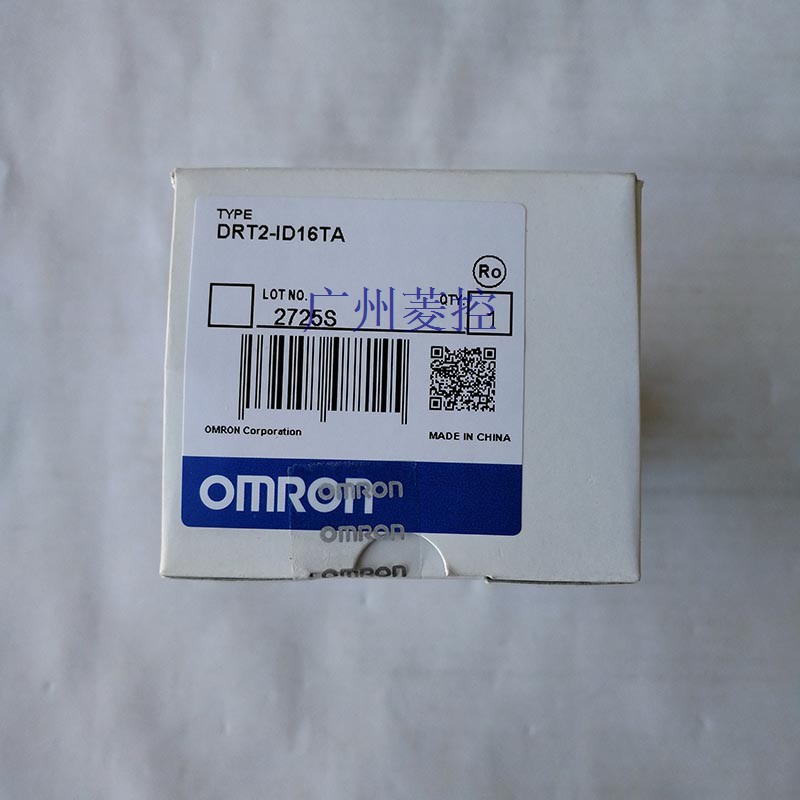 TYPE
DRT2-ID16TA
Ro
LOT NO.
2725S
QTY.
1
广州菱控
OMRON Corporation
MADE IN CHINA
OMRON
OMRON
OMRON
OMRON